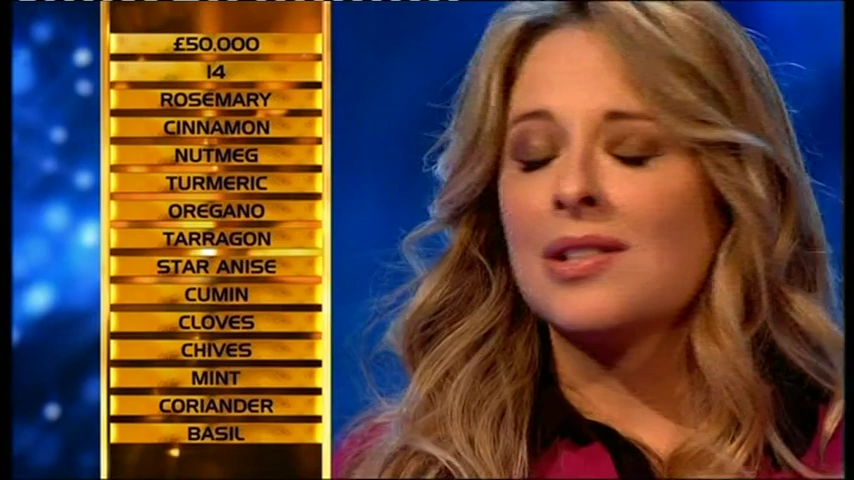 £50,000
14
ROSEMARY
CINNAMON
NUTMEG
TURMERIC
OREGANO
TARRAGON
STAR ANISE
CUMIN
CLOVES
CHIVES
MINT
CORIANDER
BASIL